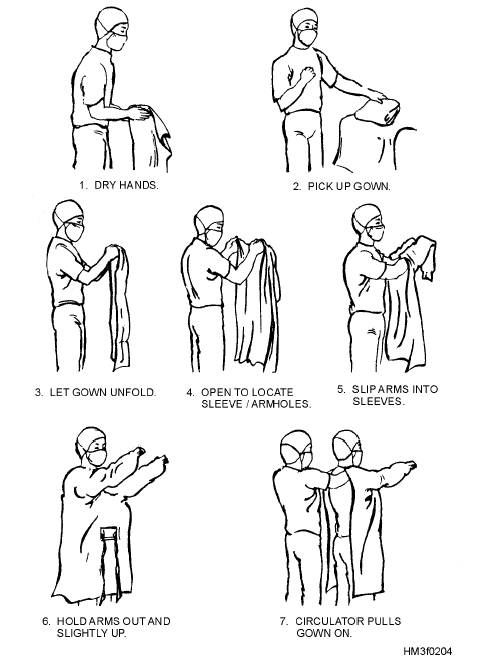 1. DRY HANDS.
2. PICK UP GOWN.
3. LET GOWN UNFOLD.
4. OPEN TO LOCATE
SLEEVE / ARMHOLES.
5. SLIP ARMS INTO
SLEEVES.
6. HOLD ARMS OUT AND
SLIGHTLY UP.
7. CIRCULATOR PULLS
GOWN ON.
HM3f0204